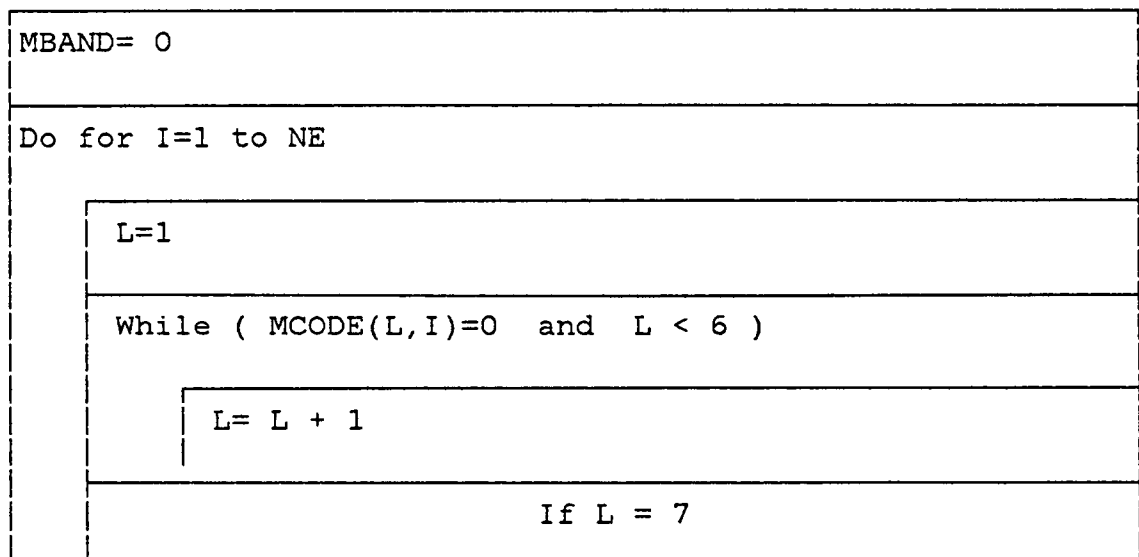 MBAND= 0
Do for I=1 to NE
L=1
While ( MCODE(L,I)=0 and L < 6 )
L= L + 1
If L = 7